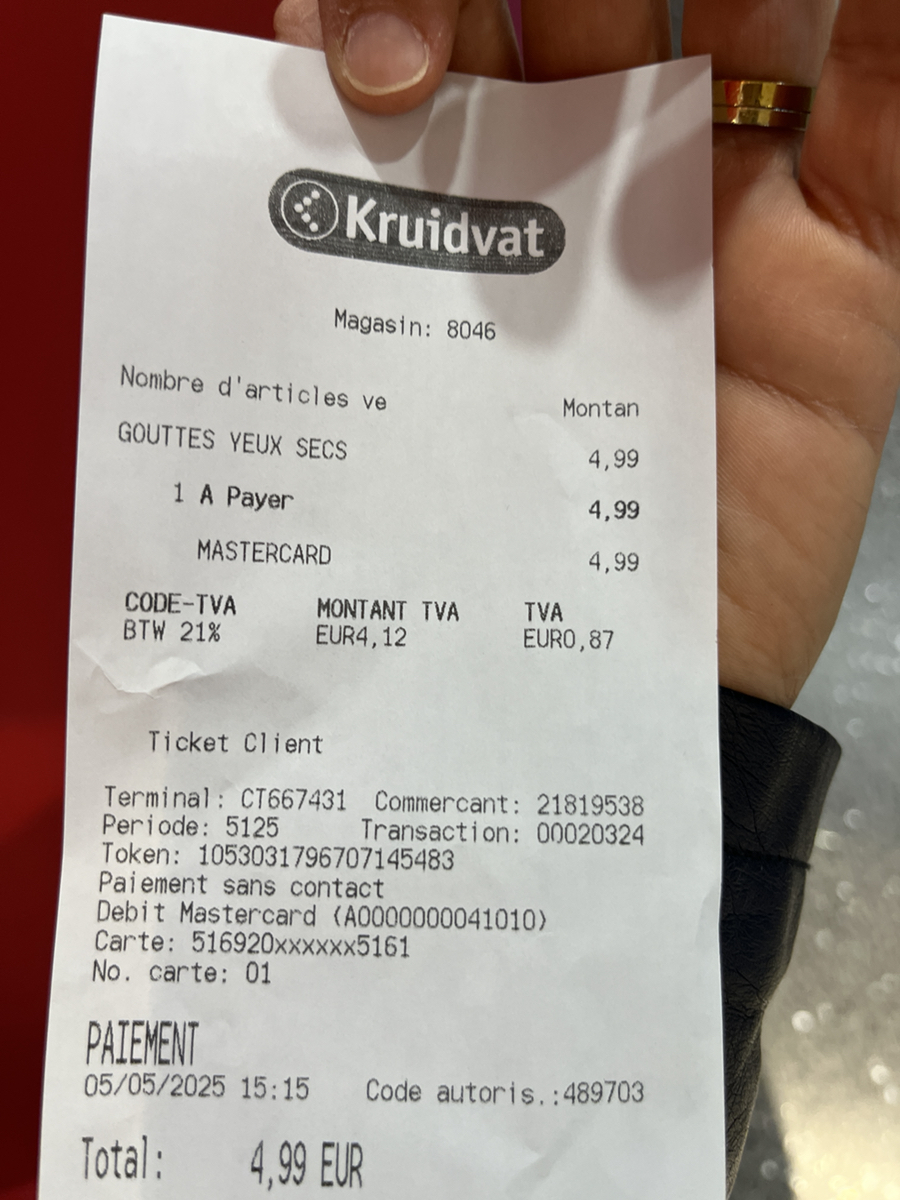 Kruidvat
Magasin: 8046
Nombre d'articles ve Montan
GOUTTES YEUX SECS 4,99
1 A Payer 4,99
MASTERCARD 4,99
CODE-TVA MONTANT TVA TVA
BTW 21% EUR4,12 EUR0,87
Ticket Client
Terminal: CT667431 Commercant: 21819538
Periode: 5125 Transaction: 00020324
Token: 1053031796707145483
Paiement sans contact
Debit Mastercard (A0000000041010)
Carte: 516920xxxxxx5161
No. carte: 01
PAIEMENT
05/05/2025 15:15 Code autoris.:489703
Total: 4,99 EUR